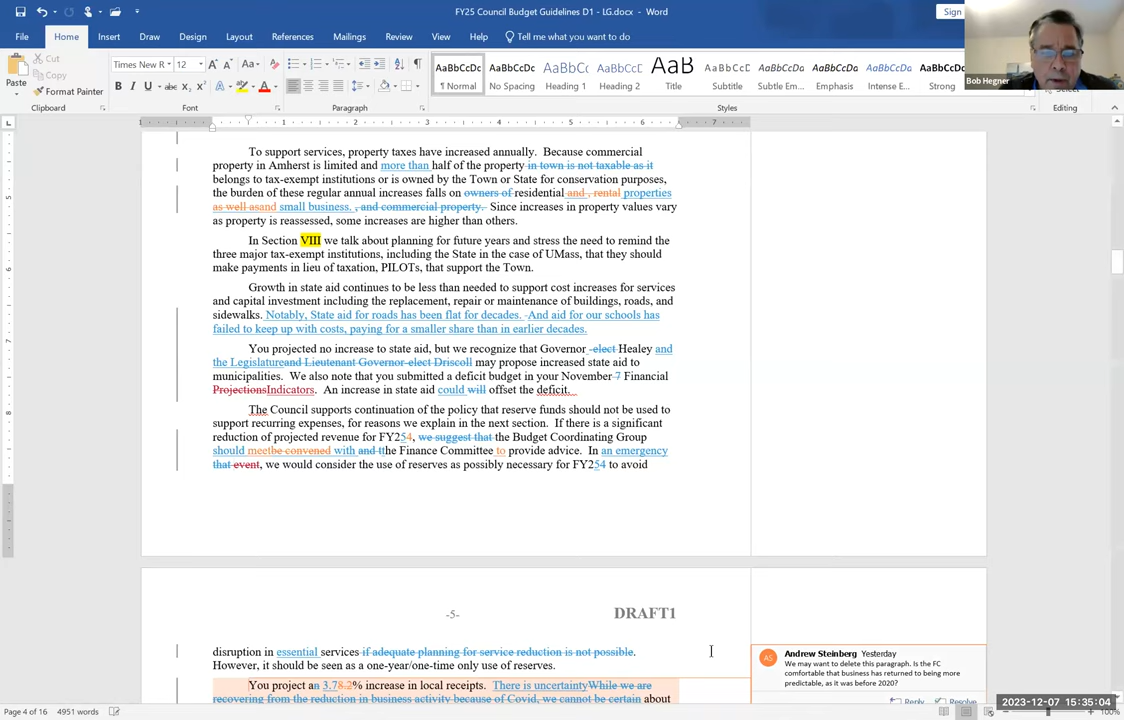 FY25 Council Budget Guidelines D1 - LG.docx - Word
Sign
File Home Insert Draw Design Layout References Mailings Review View Help Tell me what you want to do
Bob Hegner
Paste
Cut
Copy
Format Painter
Clipboard
Times New R 12
Font
Paragraph
AaBbCcDc AaBbCcDc AaBbCc AaBbCc AaB AaBbCcD AaBbCcDc AaBbCcDc AaBbCcDc AaBbCcDc
¶ Normal No Spacing Heading 1 Heading 2 Title Subtitle Subtle Em... Emphasis Intense E... Strong
Styles
Editing
To support services, property taxes have increased annually. Because commercial
property in Amherst is limited and more than half of the property in town is not taxable as it
belongs to tax-exempt institutions or is owned by the Town or State for conservation purposes,
the burden of these regular annual increases falls on owners of residential and , rental properties
as well asand small business. , and commercial property. Since increases in property values vary
as property is reassessed, some increases are higher than others.
In Section VIII we talk about planning for future years and stress the need to remind the
three major tax-exempt institutions, including the State in the case of UMass, that they should
make payments in lieu of taxation, PILOTs, that support the Town.
Growth in state aid continues to be less than needed to support cost increases for services
and capital investment including the replacement, repair or maintenance of buildings, roads, and
sidewalks. Notably, State aid for roads has been flat for decades. And aid for our schools has
failed to keep up with costs, paying for a smaller share than in earlier decades.
You projected no increase to state aid, but we recognize that Governor -elect Healey and
the Legislatureand Lieutenant Governor-elect Driscoll may propose increased state aid to
municipalities. We also note that you submitted a deficit budget in your November 7 Financial
ProjectionsIndicators. An increase in state aid could will offset the deficit.
The Council supports continuation of the policy that reserve funds should not be used to
support recurring expenses, for reasons we explain in the next section. If there is a significant
reduction of projected revenue for FY254, we suggest that the Budget Coordinating Group
should meetbe convened with and tthe Finance Committee to provide advice. In an emergency
that event, we would consider the use of reserves as possibly necessary for FY254 to avoid
-5- DRAFT1
disruption in essential services if adequate planning for service reduction is not possible.
However, it should be seen as a one-year/one-time only use of reserves.
You project an 3.78.2% increase in local receipts. There is uncertaintyWhile we are
recovering from the reduction in business activity because of Covid, we cannot be certain about
AS Andrew Steinberg Yesterday
We may want to delete this paragraph. Is the FC
comfortable that business has returned to being more
predictable, as it was before 2020?
Reply Resolve
2023-12-07 15:35:04
Page 4 of 16 4951 words
100%